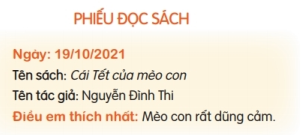 PHIẾU ĐỌC SÁCH
Ngày: 19/10/2021
Tên sách: Cái Tết của mèo con
Tên tác giả: Nguyễn Đình Thi
Điều em thích nhất: Mèo con rất dũng cảm.